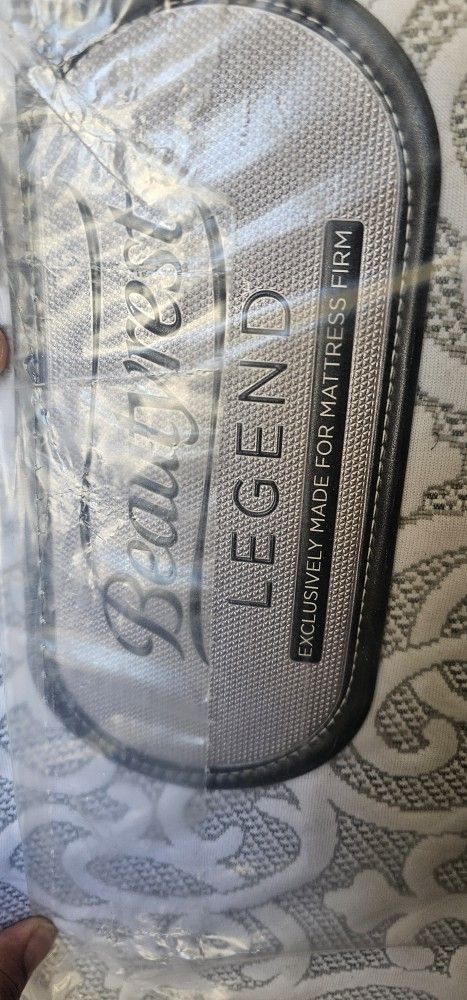 Beautyrest
LEGEND
EXCLUSIVELY MADE FOR MATTRESS FIRM